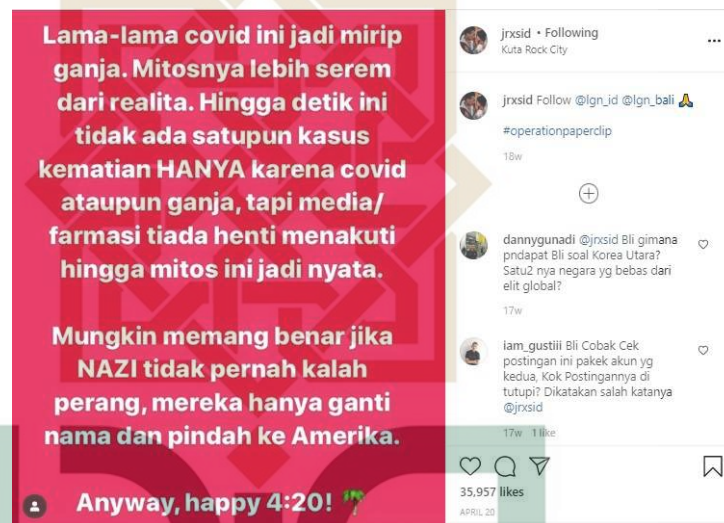 Lama-lama covid ini jadi mirip
ganja. Mitosnya lebih serem
dari realita. Hingga detik ini
tidak ada satupun kasus
kematian HANYA karena covid
ataupun ganja, tapi media/
farmasi tiada henti menakuti
hingga mitos ini jadi nyata.
Mungkin memang benar jika
NAZI tidak pernah kalah
perang, mereka hanya ganti
nama dan pindah ke Amerika.
Anyway, happy 4:20! 🌴
jrxsid • Following
Kuta Rock City
jrxsid Follow @lgn_id @lgn_bali 🙏
#operationpaperclip
18w
dannygunadi @jrxsid Bli gimana
pndapat Bli soal Korea Utara?
Satu2 nya negara yg bebas dari
elit global?
17w
iam_gustiii Bli Cobak Cek
postingan ini pakek akun yg
kedua, Kok Postingannya di
tutupi? Dikatakan salah katanya
@jrxsid
17w 1 like
35,957 likes
APRIL 20